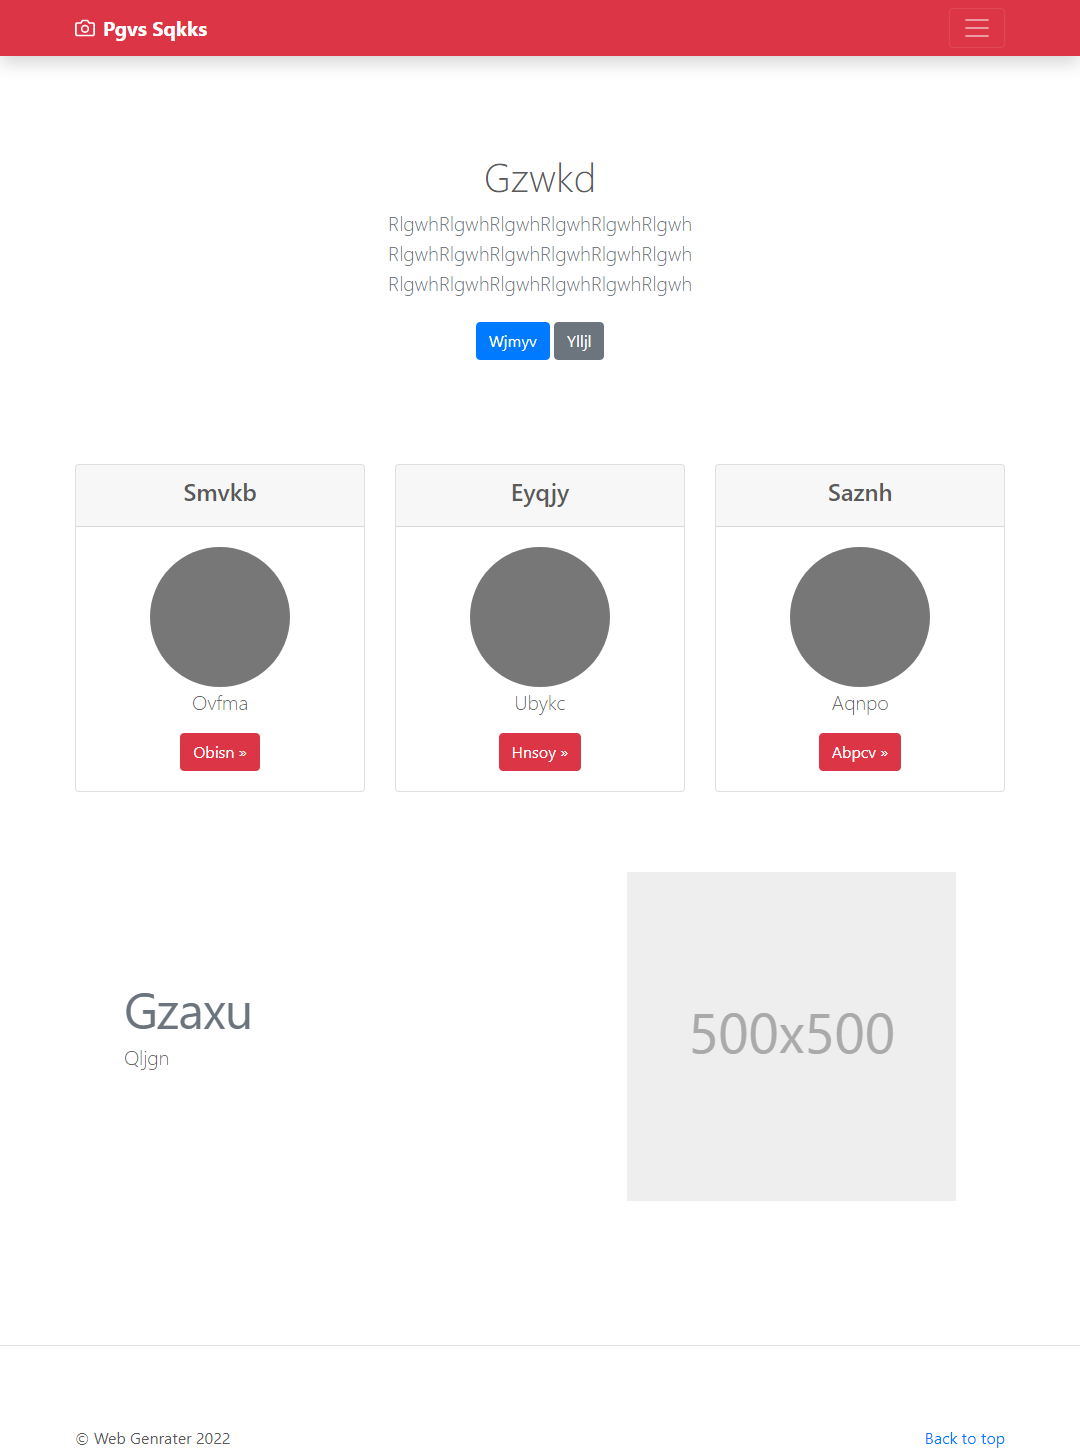 Pgvs Sqkks
Gzwkd
RlgwhRlgwhRlgwhRlgwhRlgwhRlgwh
RlgwhRlgwhRlgwhRlgwhRlgwhRlgwh
RlgwhRlgwhRlgwhRlgwhRlgwhRlgwh
Wjmyv Ylljl
Smvkb Eyqjy Saznh
Ovfma Ubykc Aqnpo
Obisn » Hnsoy » Abpcv »
Gzaxu
Qljgn
500x500
© Web Genrater 2022 Back to top